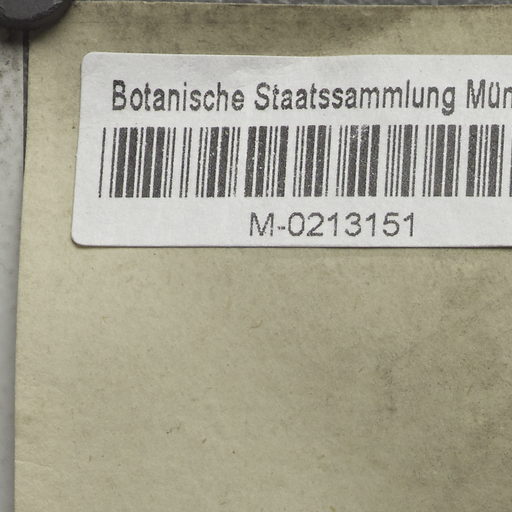 Botanische Staatssammlung Mün
M-0213151